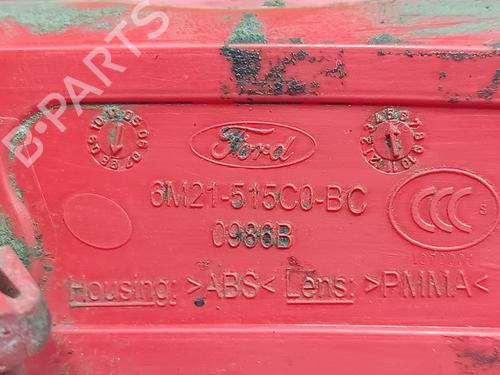 B-PARTS
Ford
6M21-515C0-BC
0986B
CCC
S
Housing: >ABS< Lens: >PMMA<